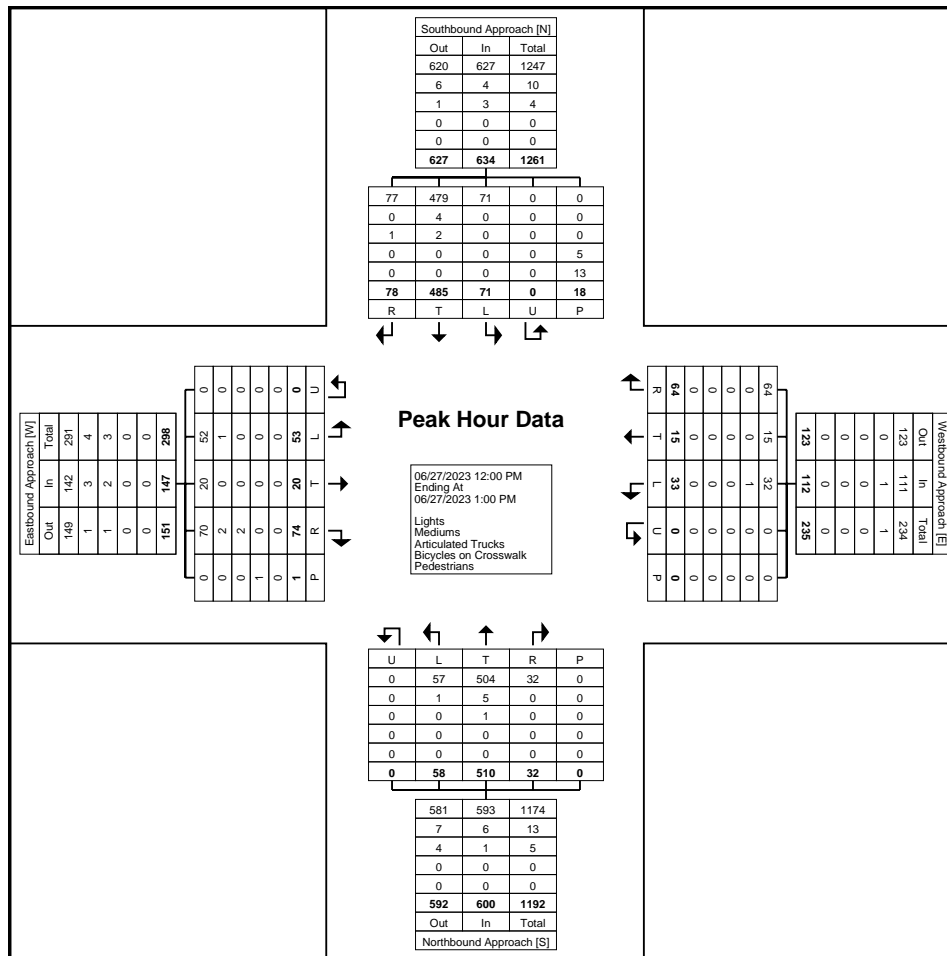 Southbound Approach [N]
Out In Total
620 627 1247
6 4 10
1 3 4
0 0 0
0 0 0
627 634 1261
77 479 71 0 0
0 4 0 0 0
1 2 0 0 0
0 0 0 0 5
0 0 0 0 13
78 485 71 0 18
R T L U P
Eastbound Approach [W]
Out In Total
149 142 291
1 3 4
1 2 3
0 0 0
0 0 0
151 147 298
0 52 20 70 0
0 1 0 2 0
0 0 0 2 0
0 0 0 0 1
0 0 0 0 0
0 53 20 74 1
U L T R P
Peak Hour Data
06/27/2023 12:00 PM
Ending At
06/27/2023 1:00 PM
Lights
Mediums
Articulated Trucks
Bicycles on Crosswalk
Pedestrians
Westbound Approach [E]
Out In Total
123 111 234
0 1 1
0 0 0
0 0 0
0 0 0
123 112 235
64 15 32 0 0
0 0 1 0 0
0 0 0 0 0
0 0 0 0 0
0 0 0 0 0
64 15 33 0 0
R T L U P
U L T R P
0 57 504 32 0
0 1 5 0 0
0 0 1 0 0
0 0 0 0 0
0 0 0 0 0
0 58 510 32 0
581 593 1174
7 6 13
4 1 5
0 0 0
0 0 0
592 600 1192
Out In Total
Northbound Approach [S]